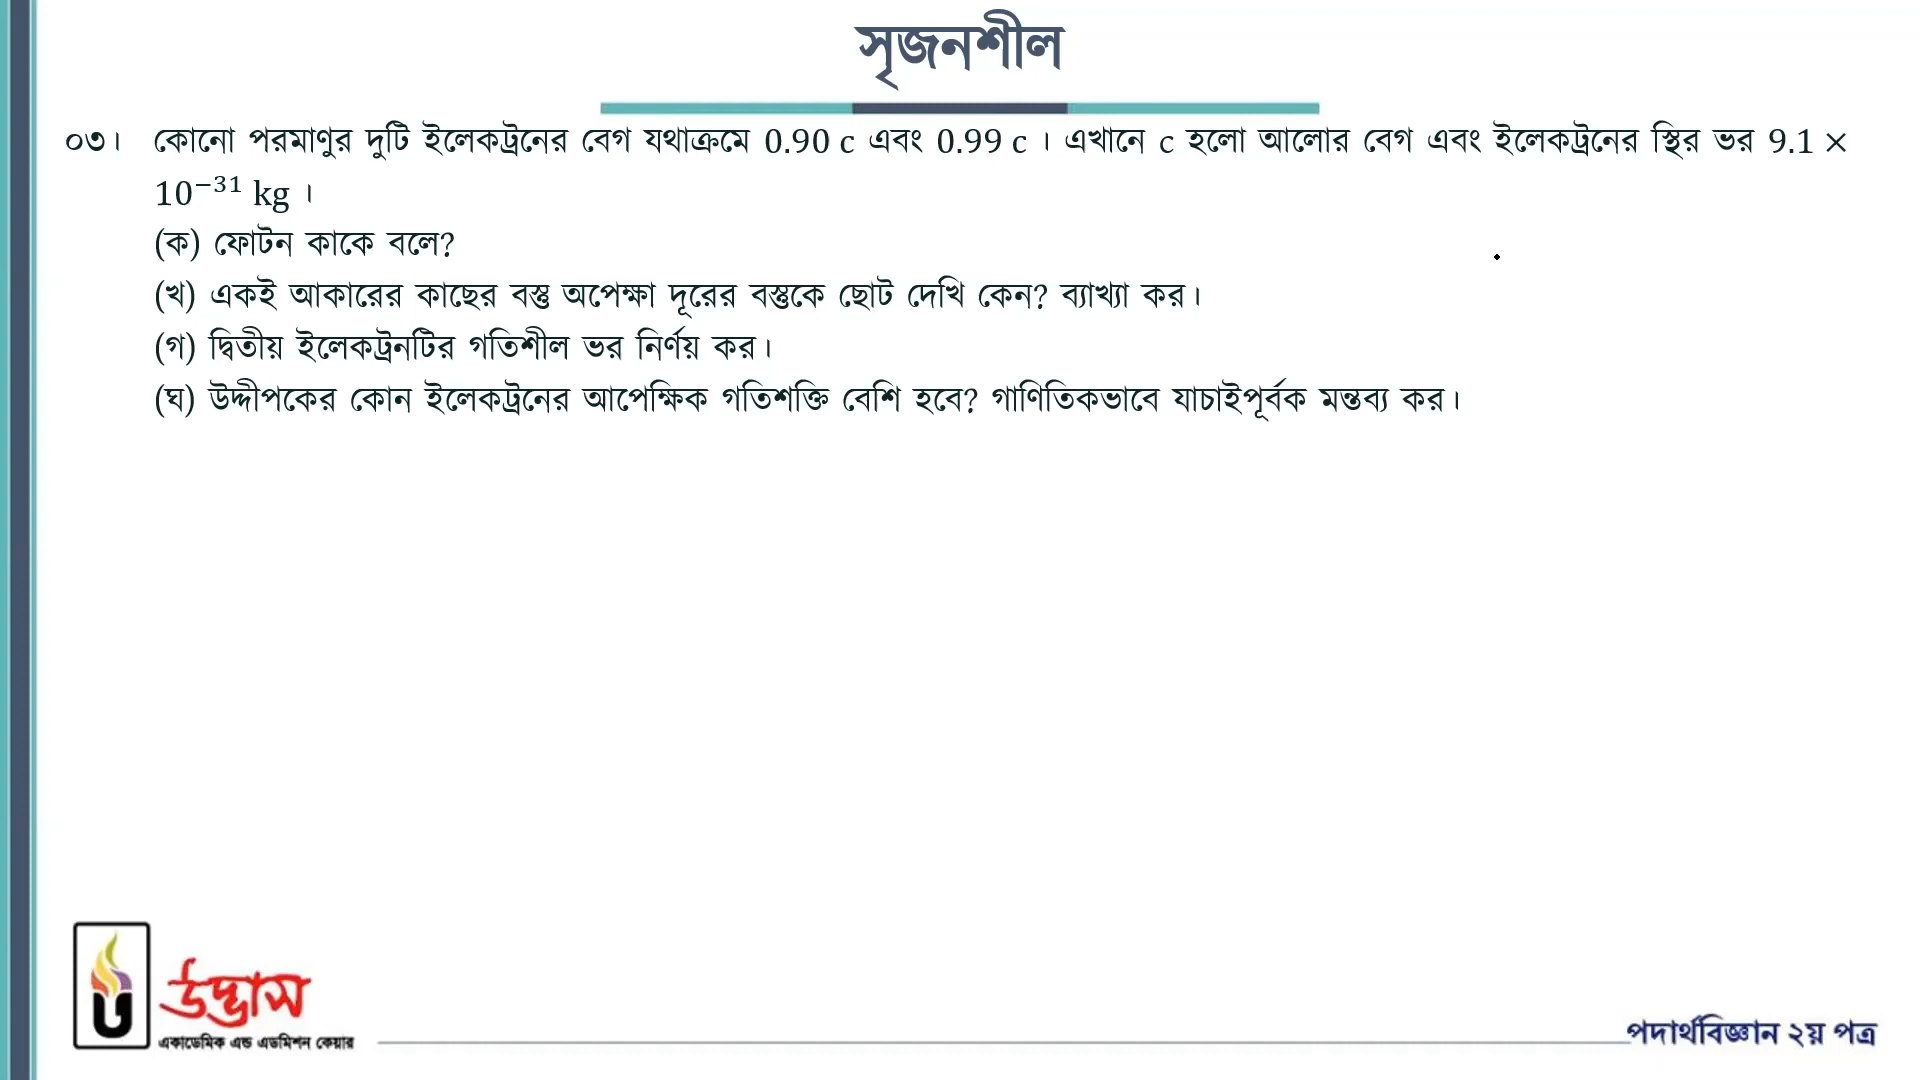 সৃজনশীল
০৩। কোনো পরমাণুর দুটি ইলেকট্রনের বেগ যথাক্রমে 0.90 c এবং 0.99 c । এখানে c হলো আলোর বেগ এবং ইলেকট্রনের স্থির ভর 9.1 ×
10⁻³¹ kg ।
(ক) ফোটন কাকে বলে?
(খ) একই আকারের কাছের বস্তু অপেক্ষা দূরের বস্তুকে ছোট দেখি কেন? ব্যাখ্যা কর।
(গ) দ্বিতীয় ইলেকট্রনটির গতিশীল ভর নির্ণয় কর।
(ঘ) উদ্দীপকের কোন ইলেকট্রনের আপেক্ষিক গতিশক্তি বেশি হবে? গাণিতিকভাবে যাচাইপূর্বক মন্তব্য কর।
উদ্ভাস
একাডেমিক এন্ড এডমিশন কেয়ার
পদার্থবিজ্ঞান ২য় পত্র